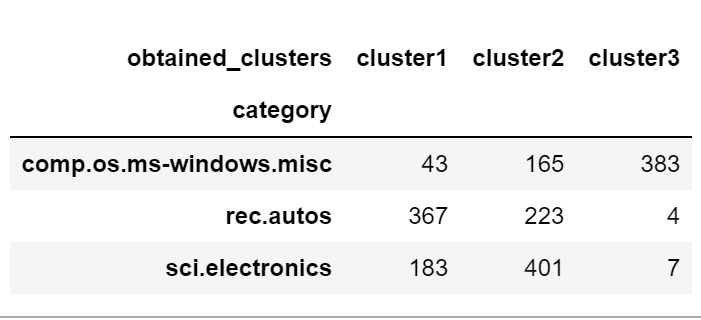 obtained_clusters cluster1 cluster2 cluster3
category
comp.os.ms-windows.misc 43 165 383
rec.autos 367 223 4
sci.electronics 183 401 7